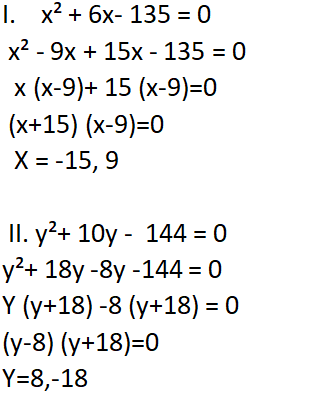 I. x² + 6x- 135 = 0
x² - 9x + 15x - 135 = 0
x (x-9)+ 15 (x-9)=0
(x+15) (x-9)=0
X = -15, 9
II. y²+ 10y - 144 = 0
y²+ 18y -8y -144 = 0
Y (y+18) -8 (y+18) = 0
(y-8) (y+18)=0
Y=8,-18